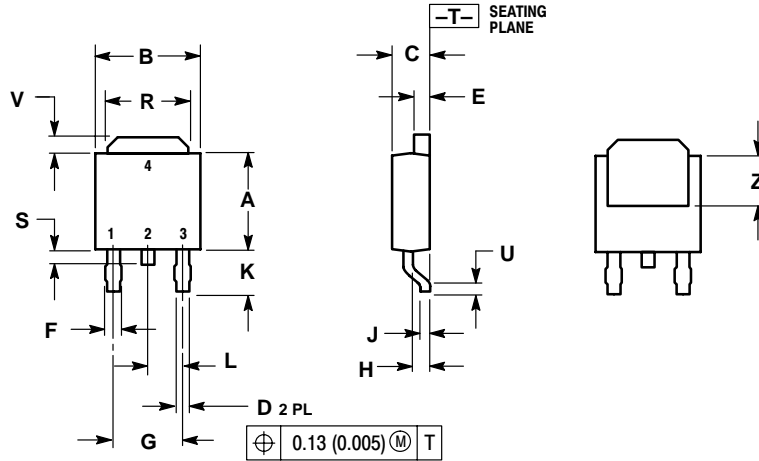 –T–
SEATING
PLANE
B
C
V
R
E
4
A
Z
S
1 2 3
K
U
F
J
L
H
D 2 PL
G
⌖ 0.13 (0.005) Ⓜ T